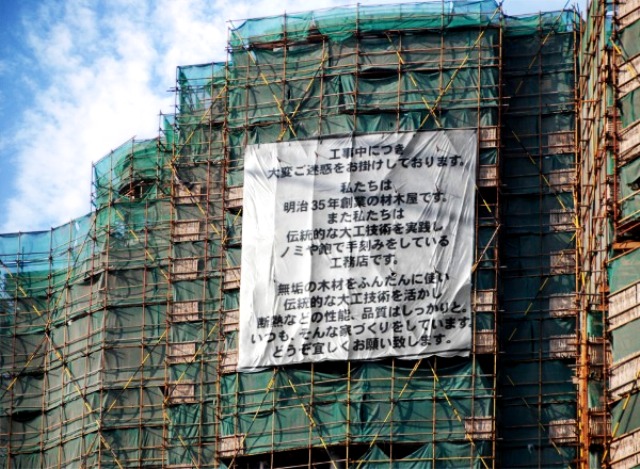 工事中につき
大変ご迷惑をお掛けしております。
私たちは
明治35年創業の材木屋です。
また私たちは
伝統的な大工技術を実践し
ノミや鉋で手刻みをしている
工務店です。
無垢の木材をふんだんに使い
伝統的な大工技術を活かし
断熱などの性能、品質はしっかりと。
いつも、そんな家づくりをしています。
どうぞ宜しくお願い致します。